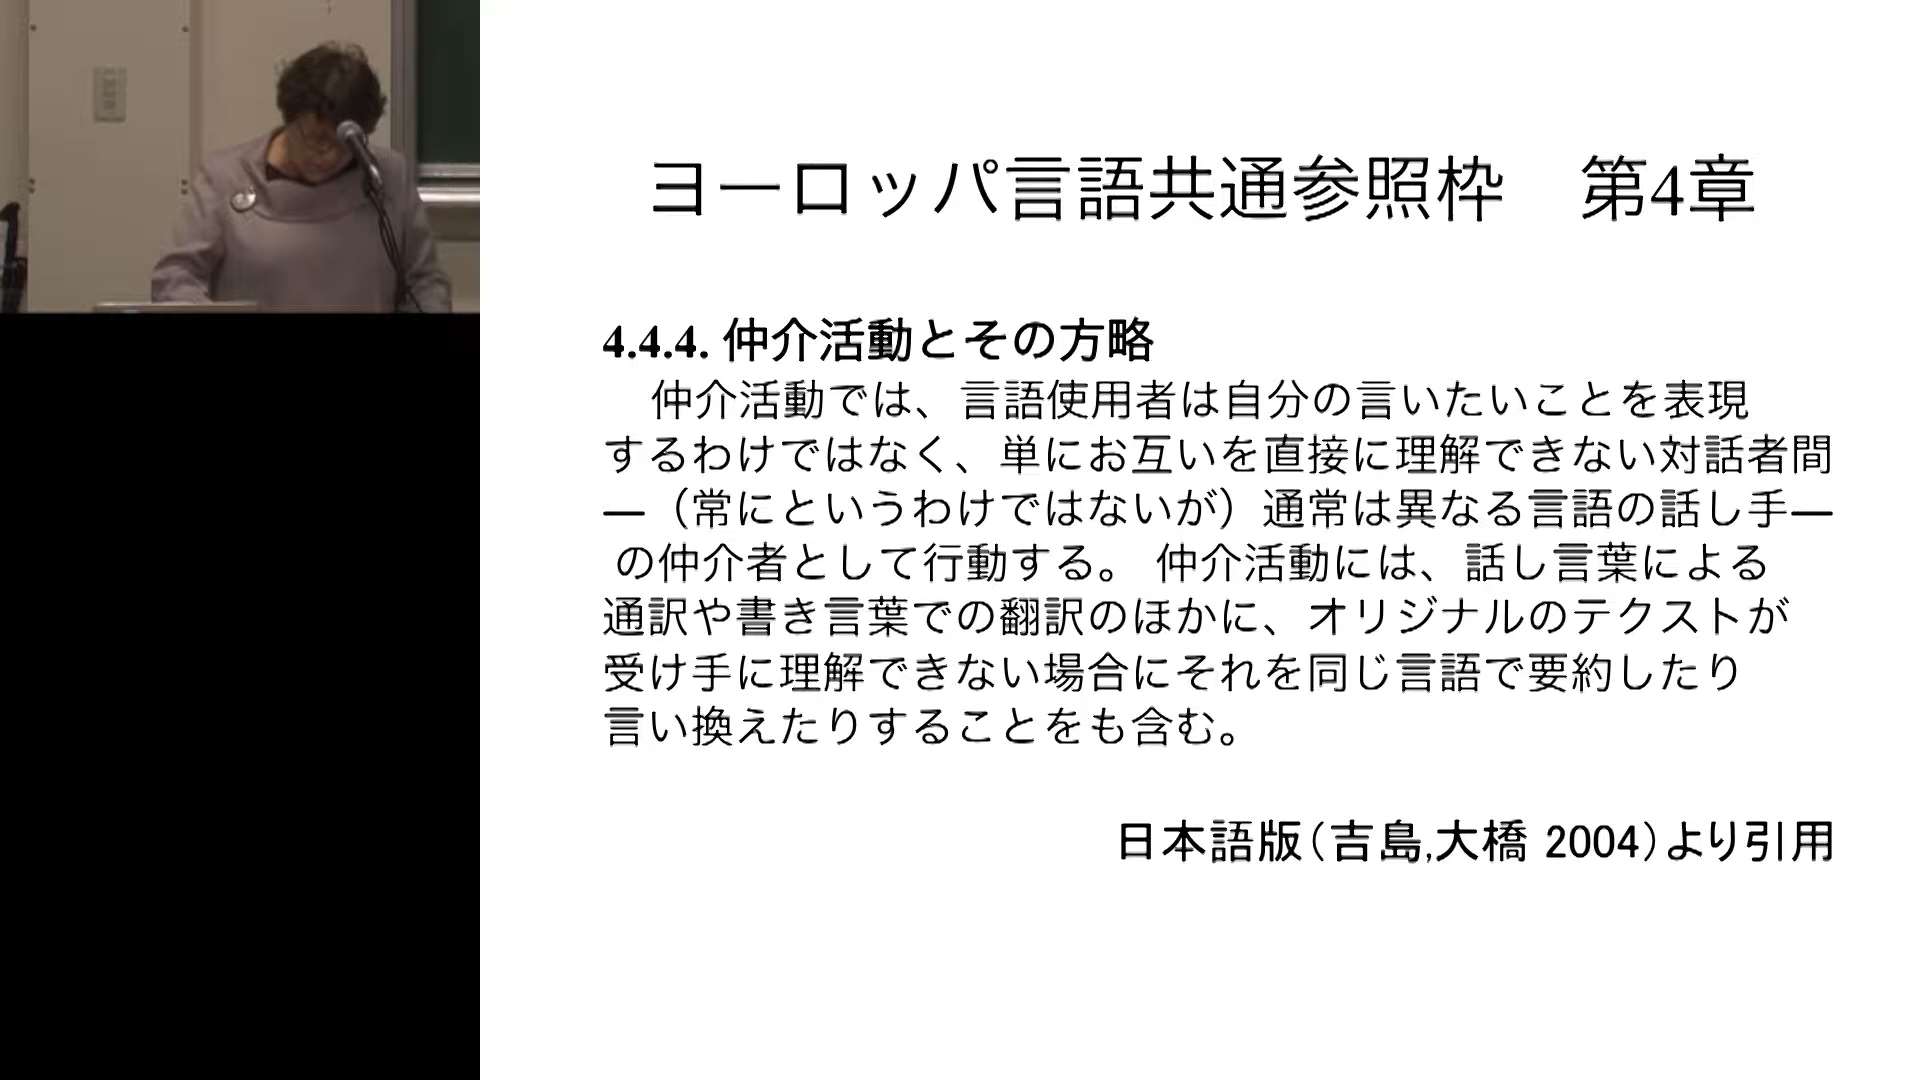 ヨーロッパ言語共通参照枠　第4章
4.4.4. 仲介活動とその方略
仲介活動では、言語使用者は自分の言いたいことを表現
するわけではなく、単にお互いを直接に理解できない対話者間
―（常にというわけではないが）通常は異なる言語の話し手―
の仲介者として行動する。 仲介活動には、話し言葉による
通訳や書き言葉での翻訳のほかに、オリジナルのテクストが
受け手に理解できない場合にそれを同じ言語で要約したり
言い換えたりすることをも含む。
日本語版（吉島,大橋 2004）より引用